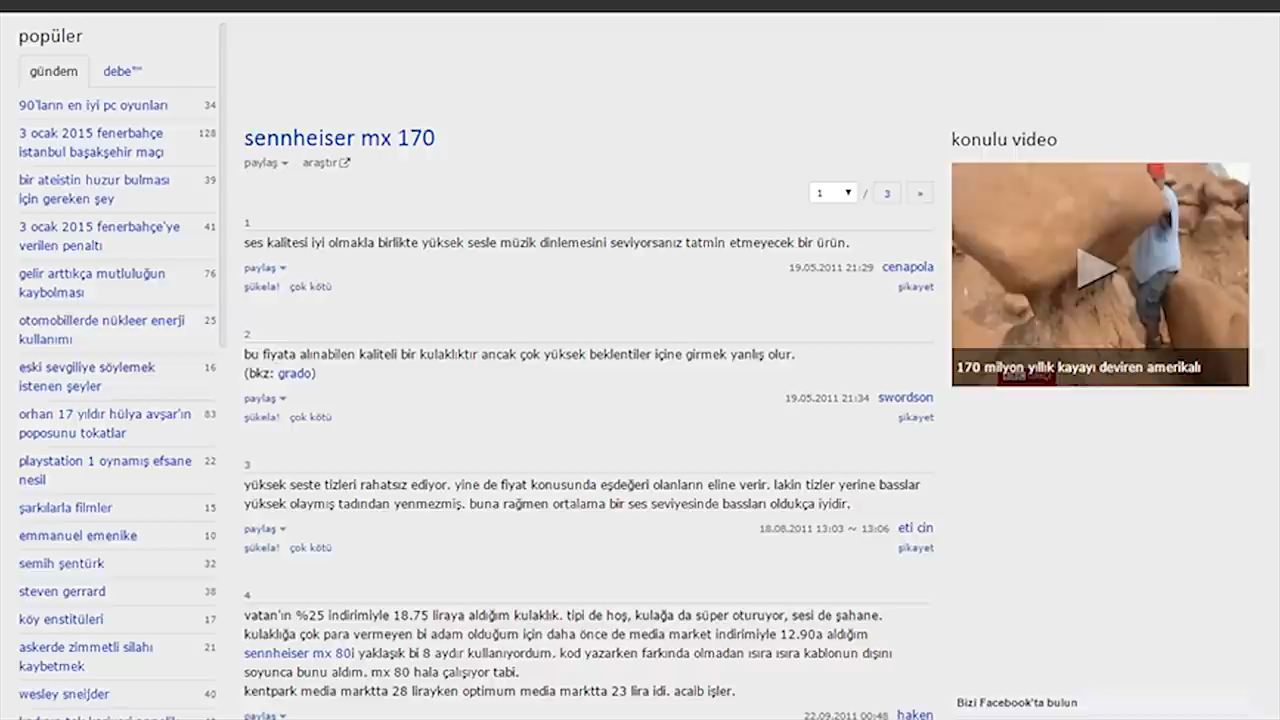 popüler
gündem
debe
90'ların en iyi pc oyunları 34
3 ocak 2015 fenerbahçe 128
istanbul başakşehir maçı
bir ateistin huzur bulması 39
için gereken şey
3 ocak 2015 fenerbahçe'ye 41
verilen penaltı
gelir arttıkça mutluluğun 76
kaybolması
otomobillerde nükleer enerji 25
kullanımı
eski sevgiliye söylemek 16
istenen şeyler
orhan 17 yıldır hülya avşar'ın 83
poposunu tokatlar
playstation 1 oynamış efsane 22
nesil
şarkılarla filmler 15
emmanuel emenike 10
semih şentürk 32
steven gerrard 38
köy enstitüleri 17
askerde zimmetli silahı 21
kaybetmek
wesley sneijder 40
sennheiser mx 170
paylaş araştır
1 / 3 »
1
ses kalitesi iyi olmakla birlikte yüksek sesle müzik dinlemesini seviyorsanız tatmin etmeyecek bir ürün.
paylaş 19.05.2011 21:29 cenapola
şükela! çok kötü şikayet
2
bu fiyata alınabilen kaliteli bir kulaklıktır ancak çok yüksek beklentiler içine girmek yanlış olur.
(bkz: grado)
paylaş 19.05.2011 21:34 swordson
şükela! çok kötü şikayet
3
yüksek seste tizleri rahatsız ediyor. yine de fiyat konusunda eşdeğeri olanların eline verir. lakin tizler yerine basslar
yüksek olaymış tadından yenmezmiş. buna rağmen ortalama bir ses seviyesinde bassları oldukça iyidir.
paylaş 18.08.2011 13:03 ~ 13:06 eti cin
şükela! çok kötü şikayet
4
vatan'ın %25 indirimiyle 18.75 liraya aldığım kulaklık. tipi de hoş, kulağa da süper oturuyor, sesi de şahane.
kulaklığa çok para vermeyen bi adam olduğum için daha önce de media market indirimiyle 12.90a aldığım
sennheiser mx 80i yaklaşık bi 8 aydır kullanıyordum. kod yazarken farkında olmadan ısıra ısıra kablonun dışını
soyunca bunu aldım. mx 80 hala çalışıyor tabi.
kentpark media marktta 28 lirayken optimum media marktta 23 lira idi. acaib işler.
paylaş 22.09.2011 00:48 haken
konulu video
170 milyon yıllık kayayı deviren amerikalı
Bizi Facebook'ta bulun